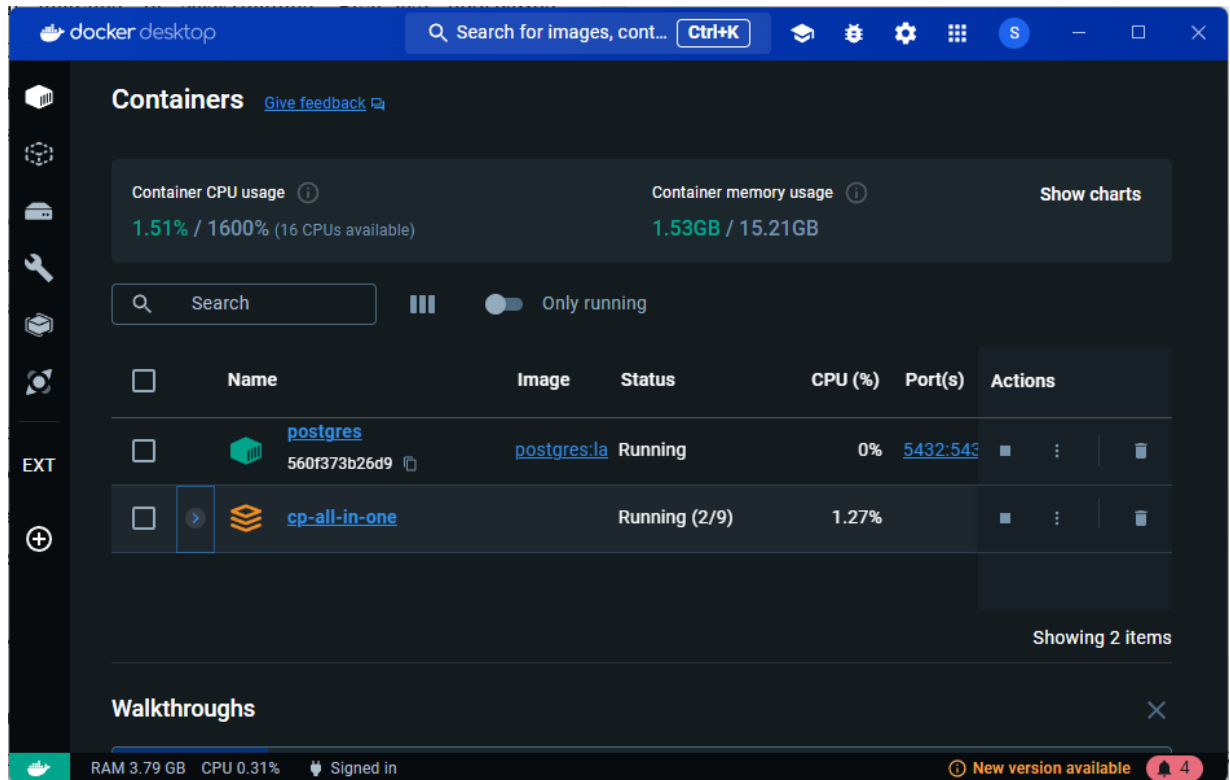 docker desktop
Search for images, cont... Ctrl+K
S
Containers Give feedback
Container CPU usage
1.51% / 1600% (16 CPUs available)
Container memory usage
1.53GB / 15.21GB
Show charts
Search
Only running
Name Image Status CPU (%) Port(s) Actions
postgres
560f373b26d9
postgres:la Running 0% 5432:543
cp-all-in-one Running (2/9) 1.27%
EXT
Showing 2 items
Walkthroughs
RAM 3.79 GB CPU 0.31% Signed in
New version available 4